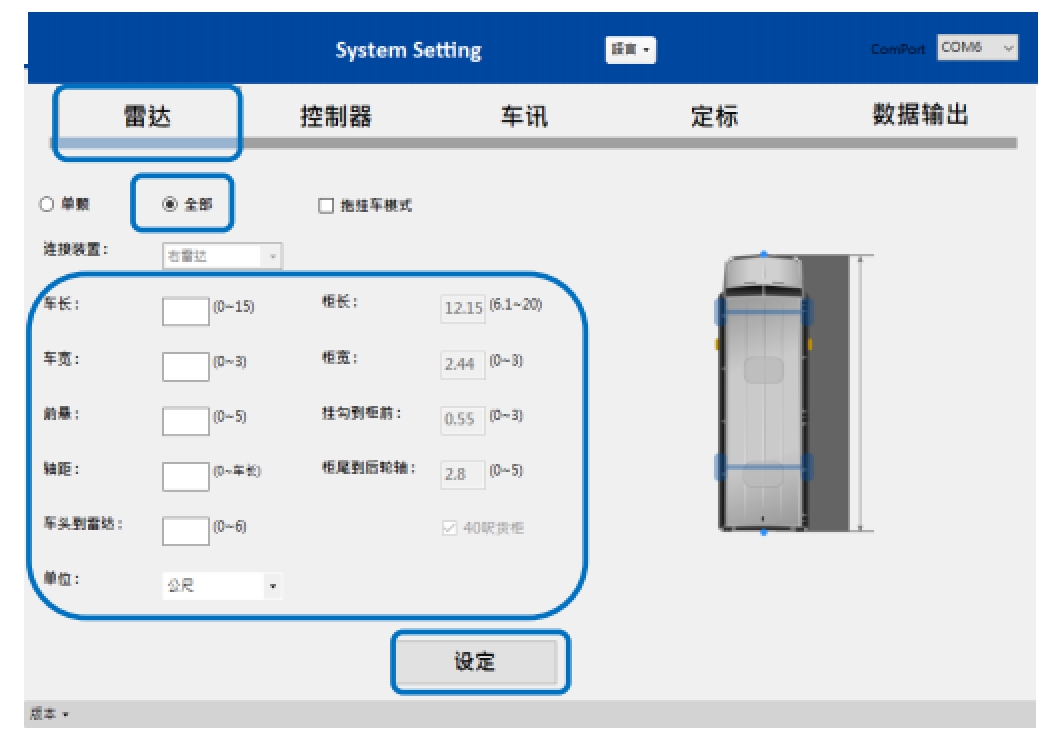 System Setting 語言 ComPort COM6
雷达 控制器 车讯 定标 数据输出
单颗 全部 拖挂车模式
连接装置： 右雷达
车长： (0~15) 柜长： 12.15 (6.1~20)
车宽： (0~3) 柜宽： 2.44 (0~3)
前悬： (0~5) 挂勾到柜前： 0.55 (0~3)
轴距： (0~车长) 柜尾到后轮轴： 2.8 (0~5)
车头到雷达： (0~6) 40呎货柜
单位： 公尺
设定
版本